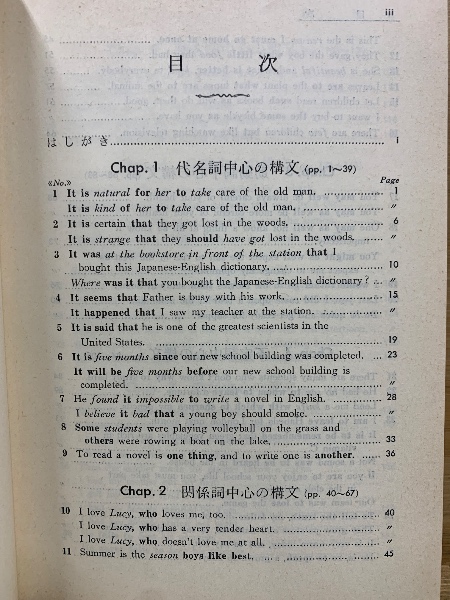 iii
目 次
はしがき ……… i
Chap. 1 代名詞中心の構文 (pp. 1～39)
«No.» Page
1 It is natural for her to take care of the old man. ……… 1
It is kind of her to take care of the old man. ……… 〃
2 It is certain that they got lost in the woods. ……… 6
It is strange that they should have got lost in the woods. …… 〃
3 It was at the bookstore in front of the station that I
bought this Japanese-English dictionary. ……… 10
Where was it that you bought the Japanese-English dictionary ? … 〃
4 It seems that Father is busy with his work. ……… 15
It happened that I saw my teacher at the station. ……… 〃
5 It is said that he is one of the greatest scientists in the
United States. ……… 19
6 It is five months since our new school building was completed. … 23
It will be five months before our new school building is
completed. ……… 〃
7 He found it impossible to write a novel in English. ……… 28
I believe it bad that a young boy should smoke. ……… 〃
8 Some students were playing volleyball on the grass and
others were rowing a boat on the lake. ……… 33
9 To read a novel is one thing, and to write one is another. …… 36
Chap. 2 関係詞中心の構文 (pp. 40～67)
10 I love Lucy, who loves me, too. ……… 40
I love Lucy, who has a very tender heart. ……… 〃
I love Lucy, who doesn't love me at all. ……… 〃
11 Summer is the season boys like best. ……… 45